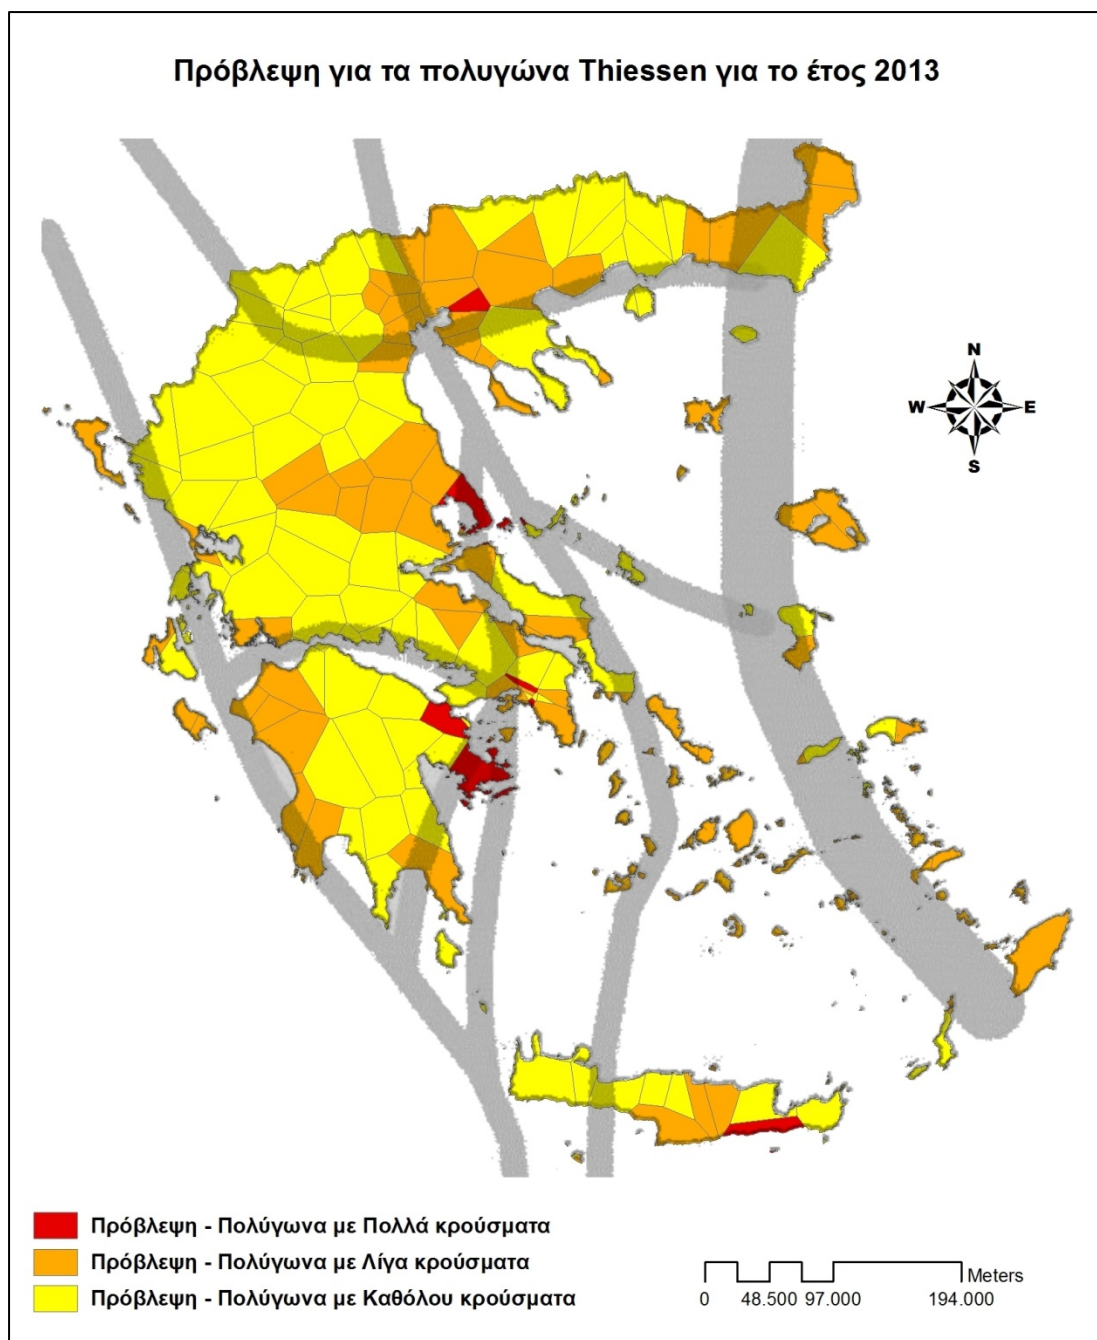 Πρόβλεψη για τα πολυγώνα Thiessen για το έτος 2013
N
W E
S
Πρόβλεψη - Πολύγωνα με Πολλά κρούσματα
Πρόβλεψη - Πολύγωνα με Λίγα κρούσματα
Πρόβλεψη - Πολύγωνα με Καθόλου κρούσματα
Meters
0 48.500 97.000 194.000